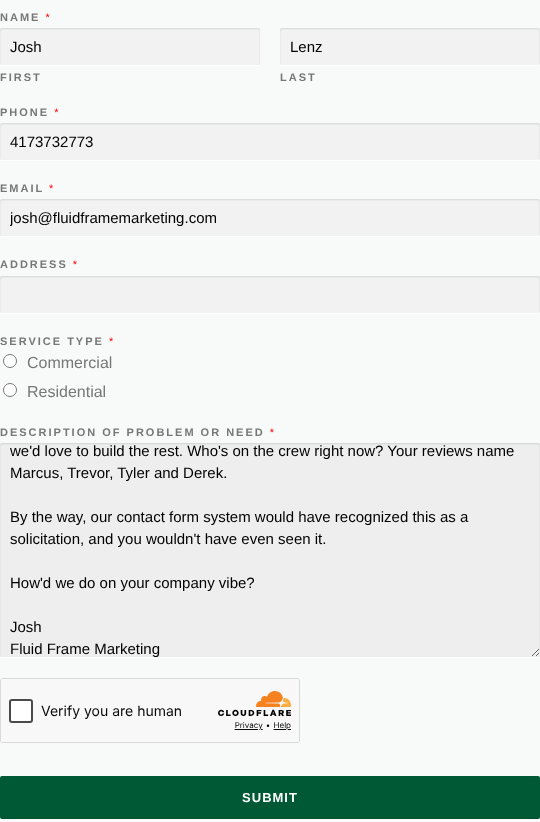 NAME *
Josh Lenz
FIRST LAST
PHONE *
4173732773
EMAIL *
josh@fluidframemarketing.com
ADDRESS *
SERVICE TYPE *
Commercial
Residential
DESCRIPTION OF PROBLEM OR NEED *
we'd love to build the rest. Who's on the crew right now? Your reviews name
Marcus, Trevor, Tyler and Derek.
By the way, our contact form system would have recognized this as a
solicitation, and you wouldn't have even seen it.
How'd we do on your company vibe?
Josh
Fluid Frame Marketing
Verify you are human
CLOUDFLARE
Privacy • Help
SUBMIT